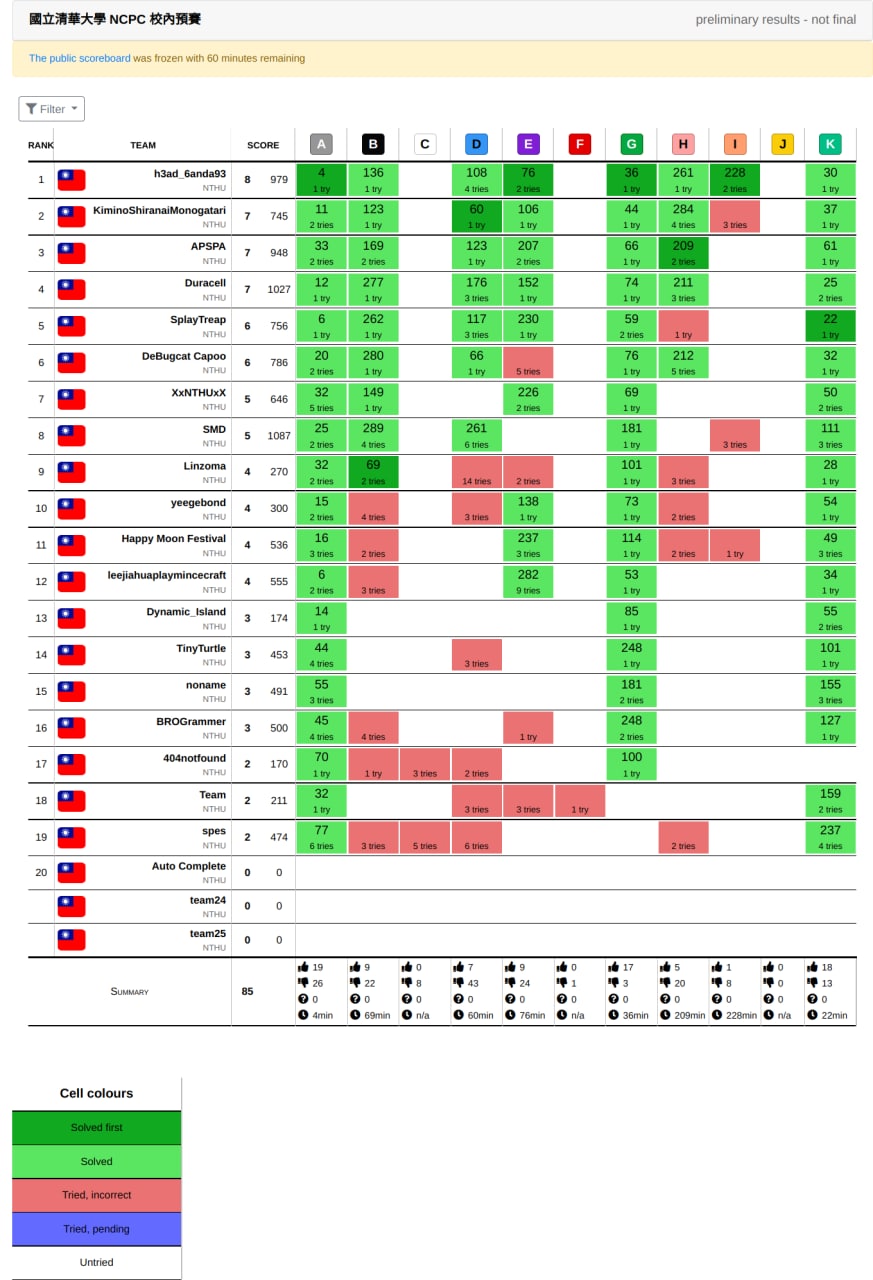 國立清華大學 NCPC 校內預賽 preliminary results - not final
The public scoreboard was frozen with 60 minutes remaining
Filter
RANK TEAM SCORE A B C D E F G H I J K
1 h3ad_6anda93 8 979 4 136 108 76 36 261 228 30
NTHU 1 try 1 try 4 tries 2 tries 1 try 1 try 2 tries 1 try
2 KiminoShiranaiMonogatari 7 745 11 123 60 106 44 284 37
NTHU 2 tries 1 try 1 try 1 try 1 try 4 tries 3 tries 1 try
3 APSPA 7 948 33 169 123 207 66 209 61
NTHU 2 tries 2 tries 1 try 2 tries 1 try 2 tries 1 try
4 Duracell 7 1027 12 277 176 152 74 211 25
NTHU 1 try 1 try 3 tries 1 try 1 try 3 tries 2 tries
5 SplayTreap 6 756 6 262 117 230 59 22
NTHU 1 try 1 try 3 tries 1 try 2 tries 1 try 1 try
6 DeBugcat Capoo 6 786 20 280 66 76 212 32
NTHU 2 tries 1 try 1 try 5 tries 1 try 5 tries 1 try
7 XxNTHUxX 5 646 32 149 226 69 50
NTHU 5 tries 1 try 2 tries 1 try 2 tries
8 SMD 5 1087 25 289 261 181 111
NTHU 2 tries 4 tries 6 tries 1 try 3 tries 3 tries
9 Linzoma 4 270 32 69 101 28
NTHU 2 tries 2 tries 14 tries 2 tries 1 try 3 tries 1 try
10 yeegebond 4 300 15 138 73 54
NTHU 2 tries 4 tries 3 tries 1 try 1 try 2 tries 1 try
11 Happy Moon Festival 4 536 16 237 114 49
NTHU 3 tries 2 tries 3 tries 1 try 2 tries 1 try 3 tries
12 leejiahuaplaymincecraft 4 555 6 282 53 34
NTHU 2 tries 3 tries 9 tries 1 try 1 try
13 Dynamic_Island 3 174 14 85 55
NTHU 1 try 1 try 2 tries
14 TinyTurtle 3 453 44 248 101
NTHU 4 tries 3 tries 1 try 1 try
15 noname 3 491 55 181 155
NTHU 3 tries 2 tries 3 tries
16 BROGrammer 3 500 45 248 127
NTHU 4 tries 4 tries 1 try 2 tries 1 try
17 404notfound 2 170 70 100
NTHU 1 try 1 try 3 tries 2 tries 1 try
18 Team 2 211 32 159
NTHU 1 try 3 tries 3 tries 1 try 2 tries
19 spes 2 474 77 237
NTHU 6 tries 3 tries 5 tries 6 tries 2 tries 4 tries
20 Auto Complete 0 0
NTHU
team24 0 0
NTHU
team25 0 0
NTHU
Summary 85
19 9 0 7 9 0 17 5 1 0 18
26 22 8 43 24 1 3 20 8 0 13
0 0 0 0 0 0 0 0 0 0 0
4min 69min n/a 60min 76min n/a 36min 209min 228min n/a 22min
Cell colours
Solved first
Solved
Tried, incorrect
Tried, pending
Untried